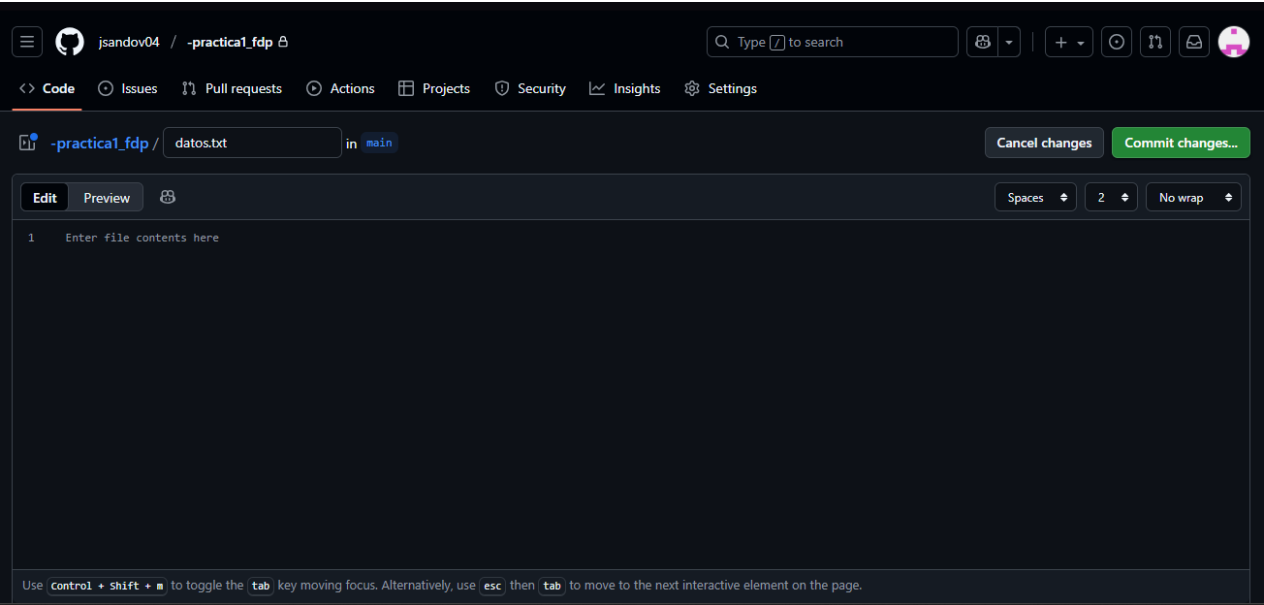 jsandov04 / -practica1_fdp Type / to search
Code Issues Pull requests Actions Projects Security Insights Settings
-practica1_fdp / datos.txt in main Cancel changes Commit changes...
Edit Preview Spaces 2 No wrap
1 Enter file contents here
Use Control + Shift + m to toggle the tab key moving focus. Alternatively, use esc then tab to move to the next interactive element on the page.